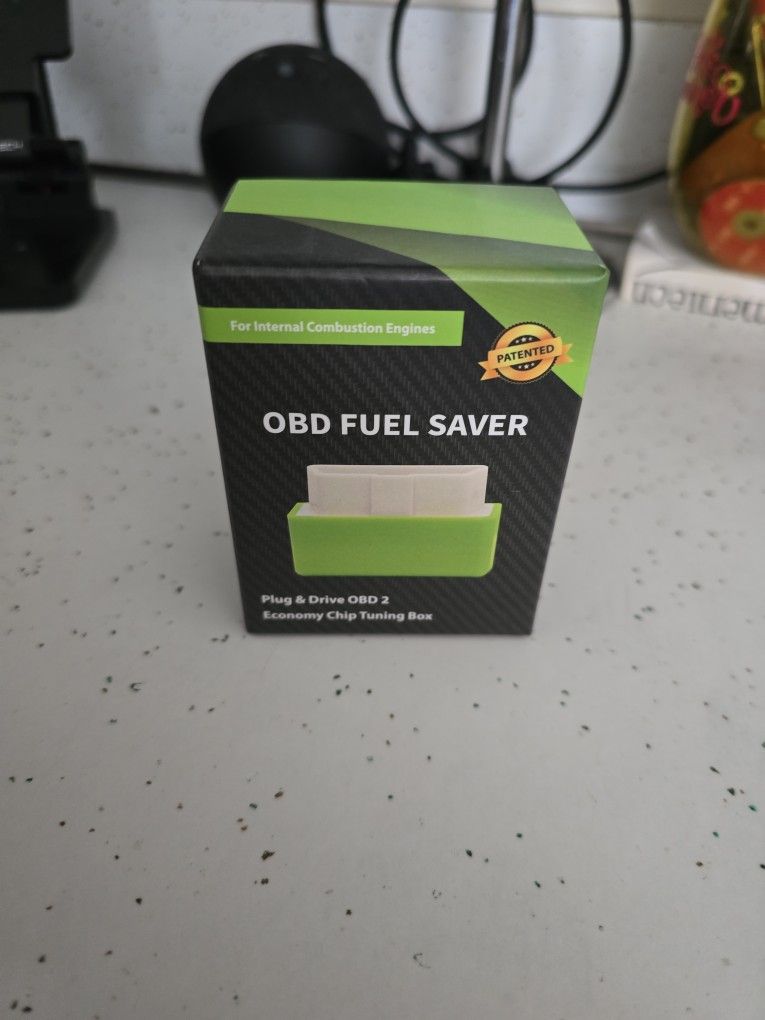 For Internal Combustion Engines
PATENTED
OBD FUEL SAVER
Plug & Drive OBD 2
Economy Chip Tuning Box